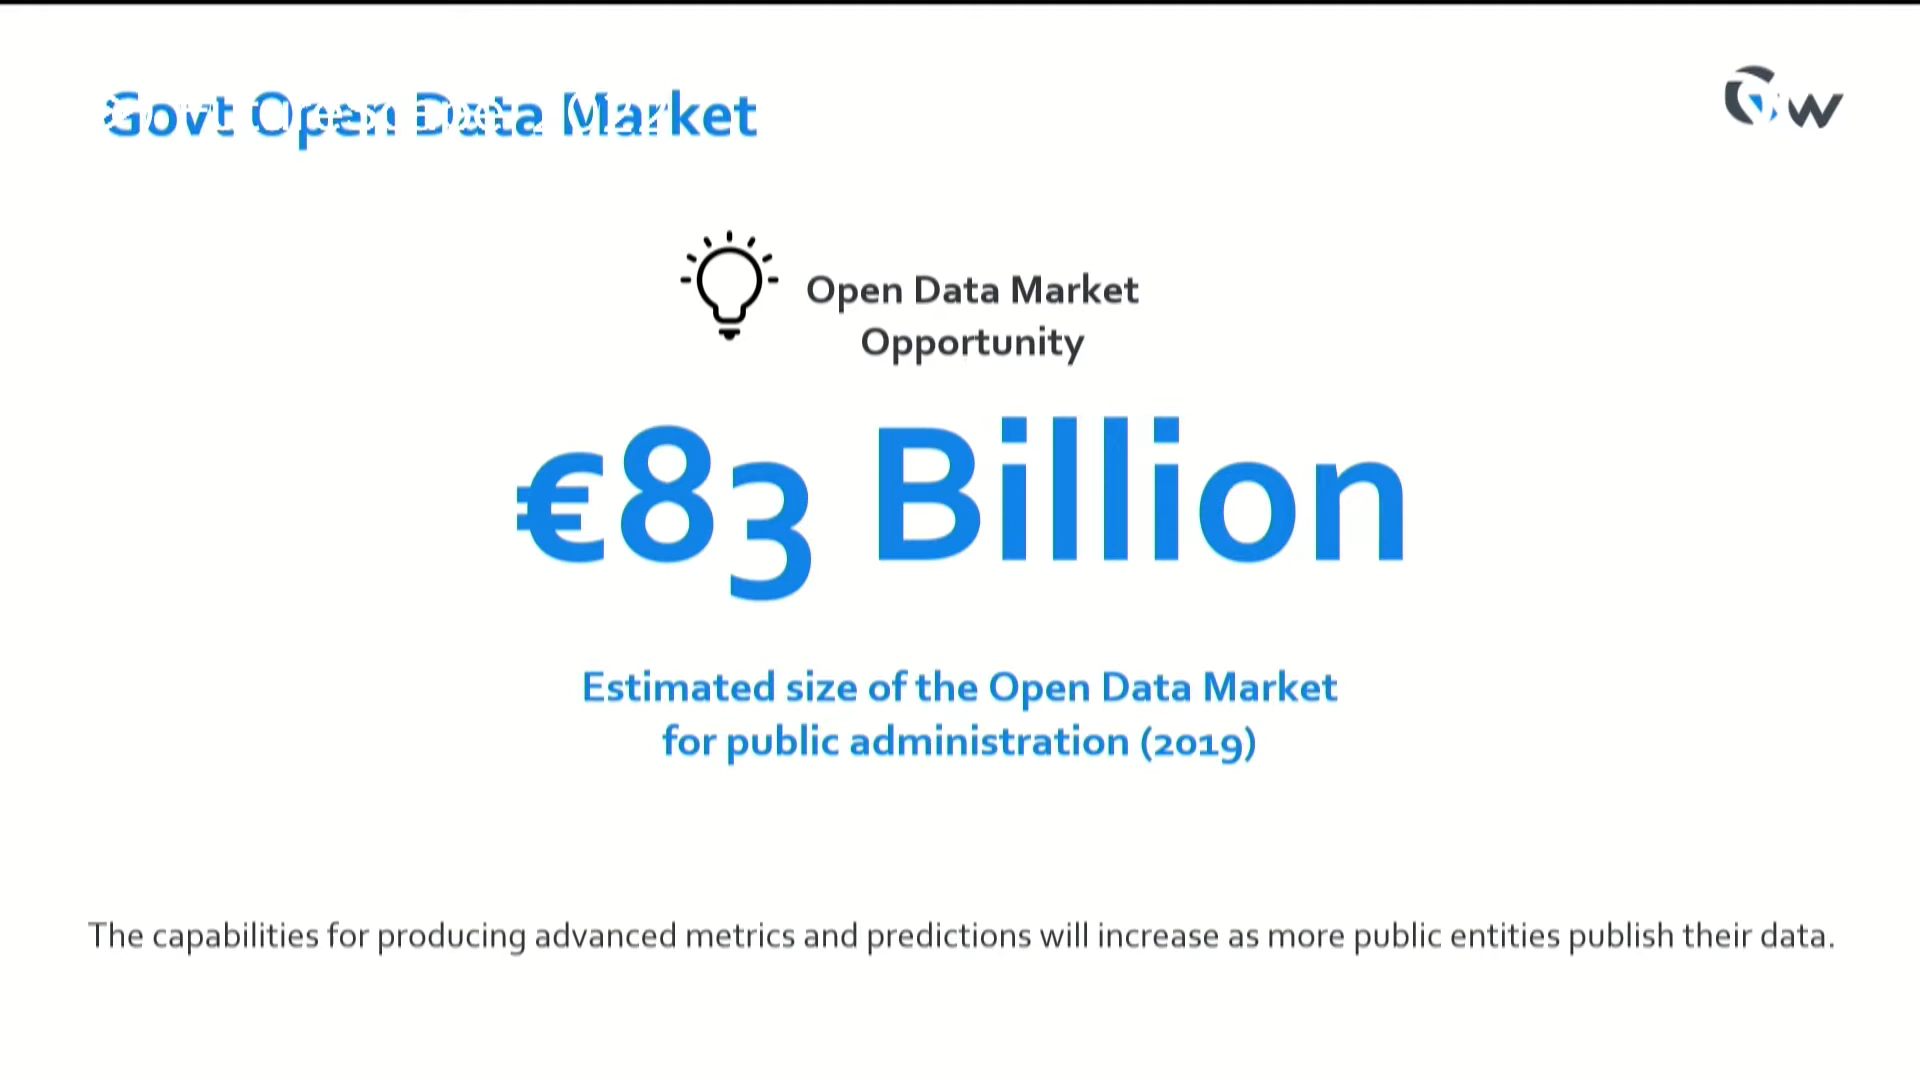 Govt Open Data Market
Open Data Market
Opportunity
€83 Billion
Estimated size of the Open Data Market
for public administration (2019)
The capabilities for producing advanced metrics and predictions will increase as more public entities publish their data.